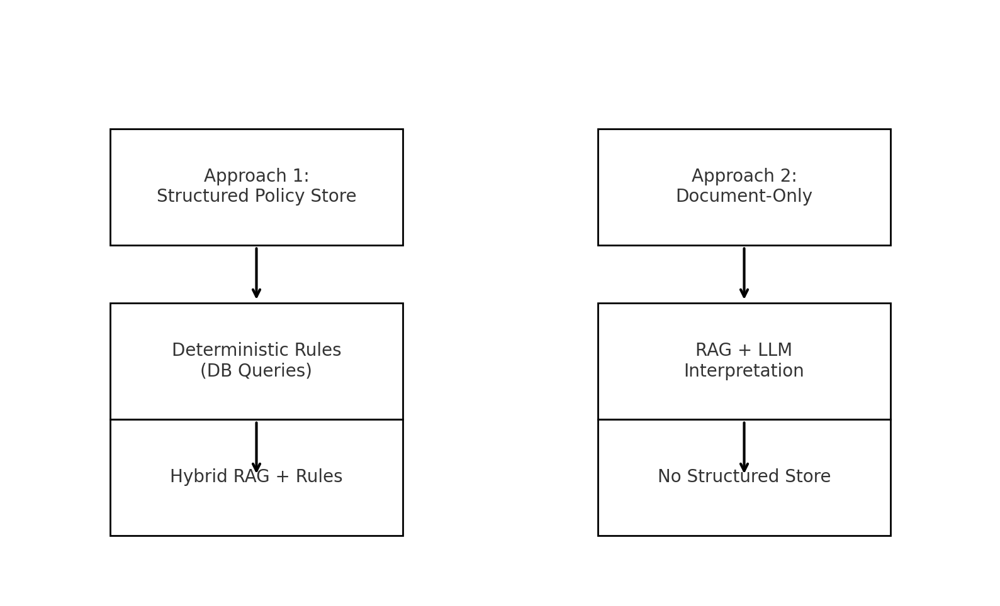 Approach 1:
Structured Policy Store
Deterministic Rules
(DB Queries)
Hybrid RAG + Rules
Approach 2:
Document-Only
RAG + LLM
Interpretation
No Structured Store